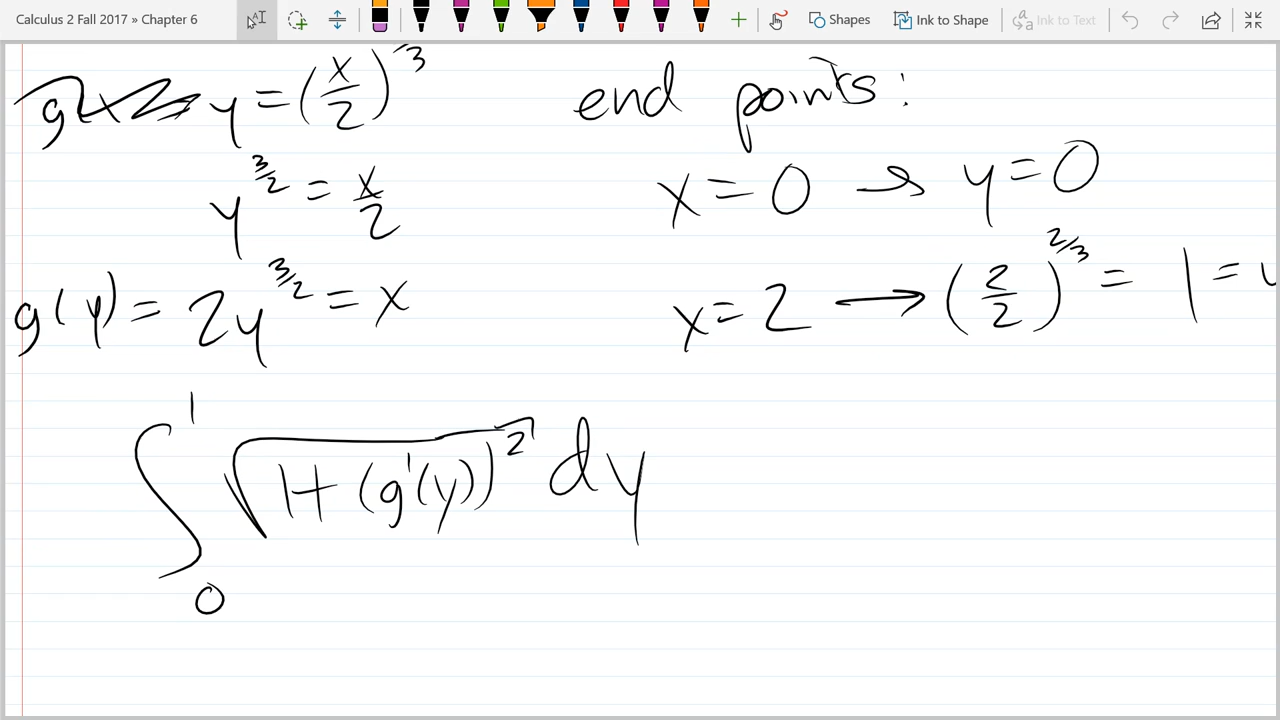 Calculus 2 Fall 2017 » Chapter 6
Shapes
Ink to Shape
Ink to Text
y = (x/2)^3
end points:
y^{3/2} = x/2
x = 0 → y = 0
g(y) = 2y^{3/2} = x
x = 2 → (2/2)^{2/3} = 1 =
∫_0^1 √(1+(g'(y))^2) dy